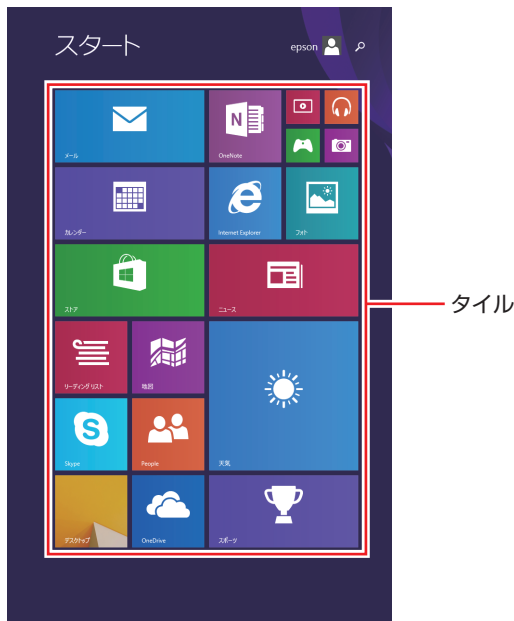 スタート
epson
メール
OneNote
カレンダー
Internet Explorer
フォト
ストア
ニュース
タイル
リーディング リスト
地図
Skype
People
天気
デスクトップ
OneDrive
スポーツ